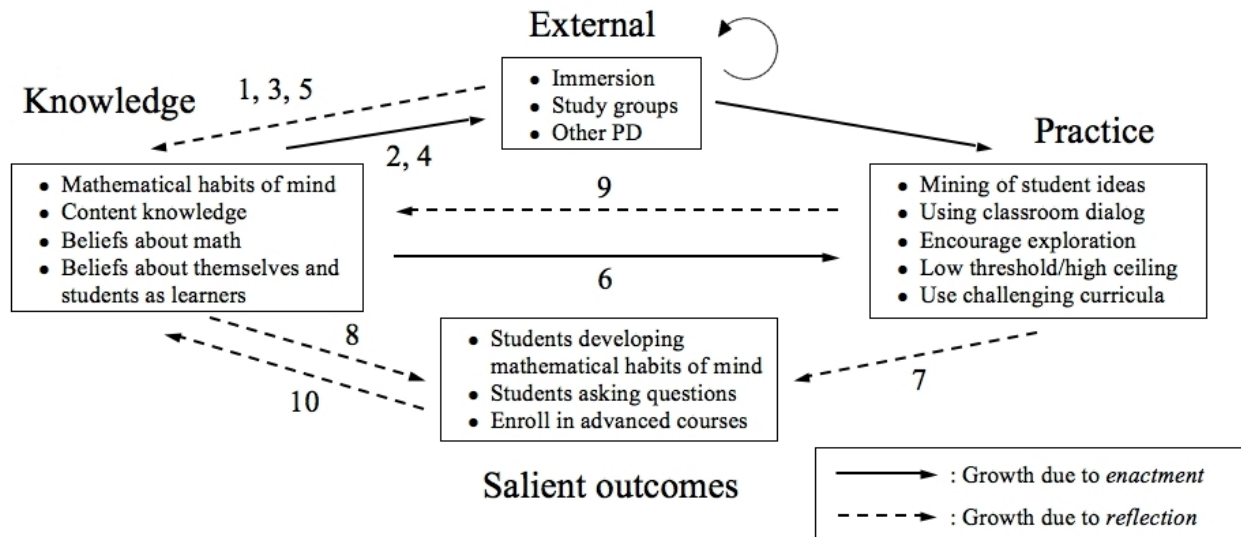 External
• Immersion
• Study groups
• Other PD
1, 3, 5
Knowledge
2, 4
Practice
• Mathematical habits of mind
• Content knowledge
• Beliefs about math
• Beliefs about themselves and
students as learners
9
6
• Mining of student ideas
• Using classroom dialog
• Encourage exploration
• Low threshold/high ceiling
• Use challenging curricula
8
10
• Students developing
mathematical habits of mind
• Students asking questions
• Enroll in advanced courses
7
Salient outcomes
: Growth due to enactment
: Growth due to reflection